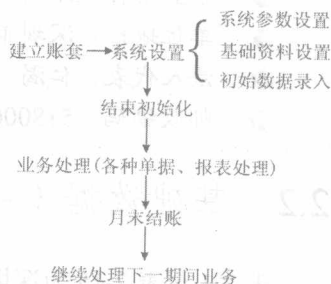 系统参数设置
建立账套→系统设置
基础资料设置
初始数据录入
结束初始化
业务处理(各种单据、报表处理)
月末结账
继续处理下一期间业务